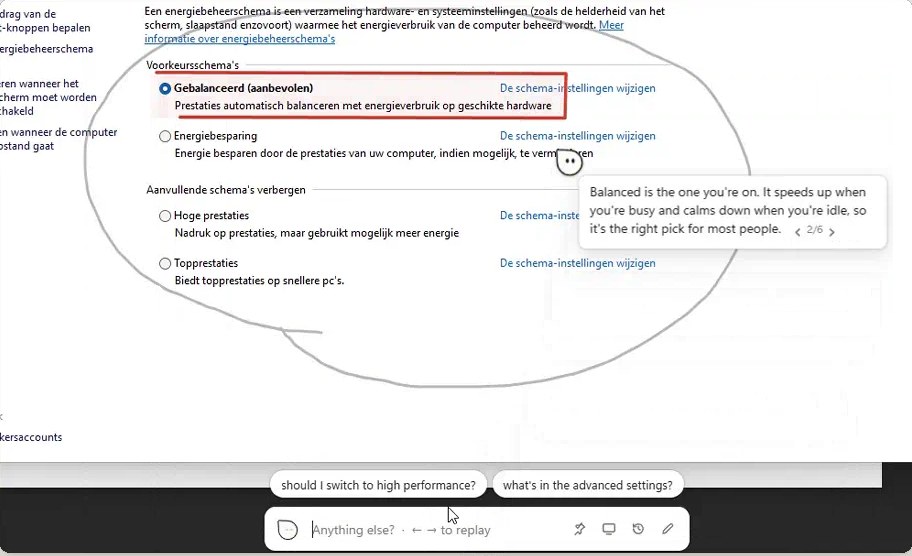 drag van de
t-knoppen bepalen
ergiebeheerschema
eren wanneer het
cherm moet worden
chakeld
en wanneer de computer
pstand gaat
kersaccounts
Een energiebeheerschema is een verzameling hardware- en systeeminstellingen (zoals de helderheid van het
scherm, slaapstand enzovoort) waarmee het energieverbruik van de computer beheerd wordt. Meer
informatie over energiebeheerschema's
Voorkeursschema's
Gebalanceerd (aanbevolen) De schema-instellingen wijzigen
Prestaties automatisch balanceren met energieverbruik op geschikte hardware
Energiebesparing De schema-instellingen wijzigen
Energie besparen door de prestaties van uw computer, indien mogelijk, te verm eren
Aanvullende schema's verbergen
Hoge prestaties De schema-inste
Nadruk op prestaties, maar gebruikt mogelijk meer energie
Topprestaties De schema-instellingen wijzigen
Biedt topprestaties op snellere pc's.
Balanced is the one you're on. It speeds up when
you're busy and calms down when you're idle, so
it's the right pick for most people. < 2/6 >
should I switch to high performance? what's in the advanced settings?
Anything else? · ← → to replay